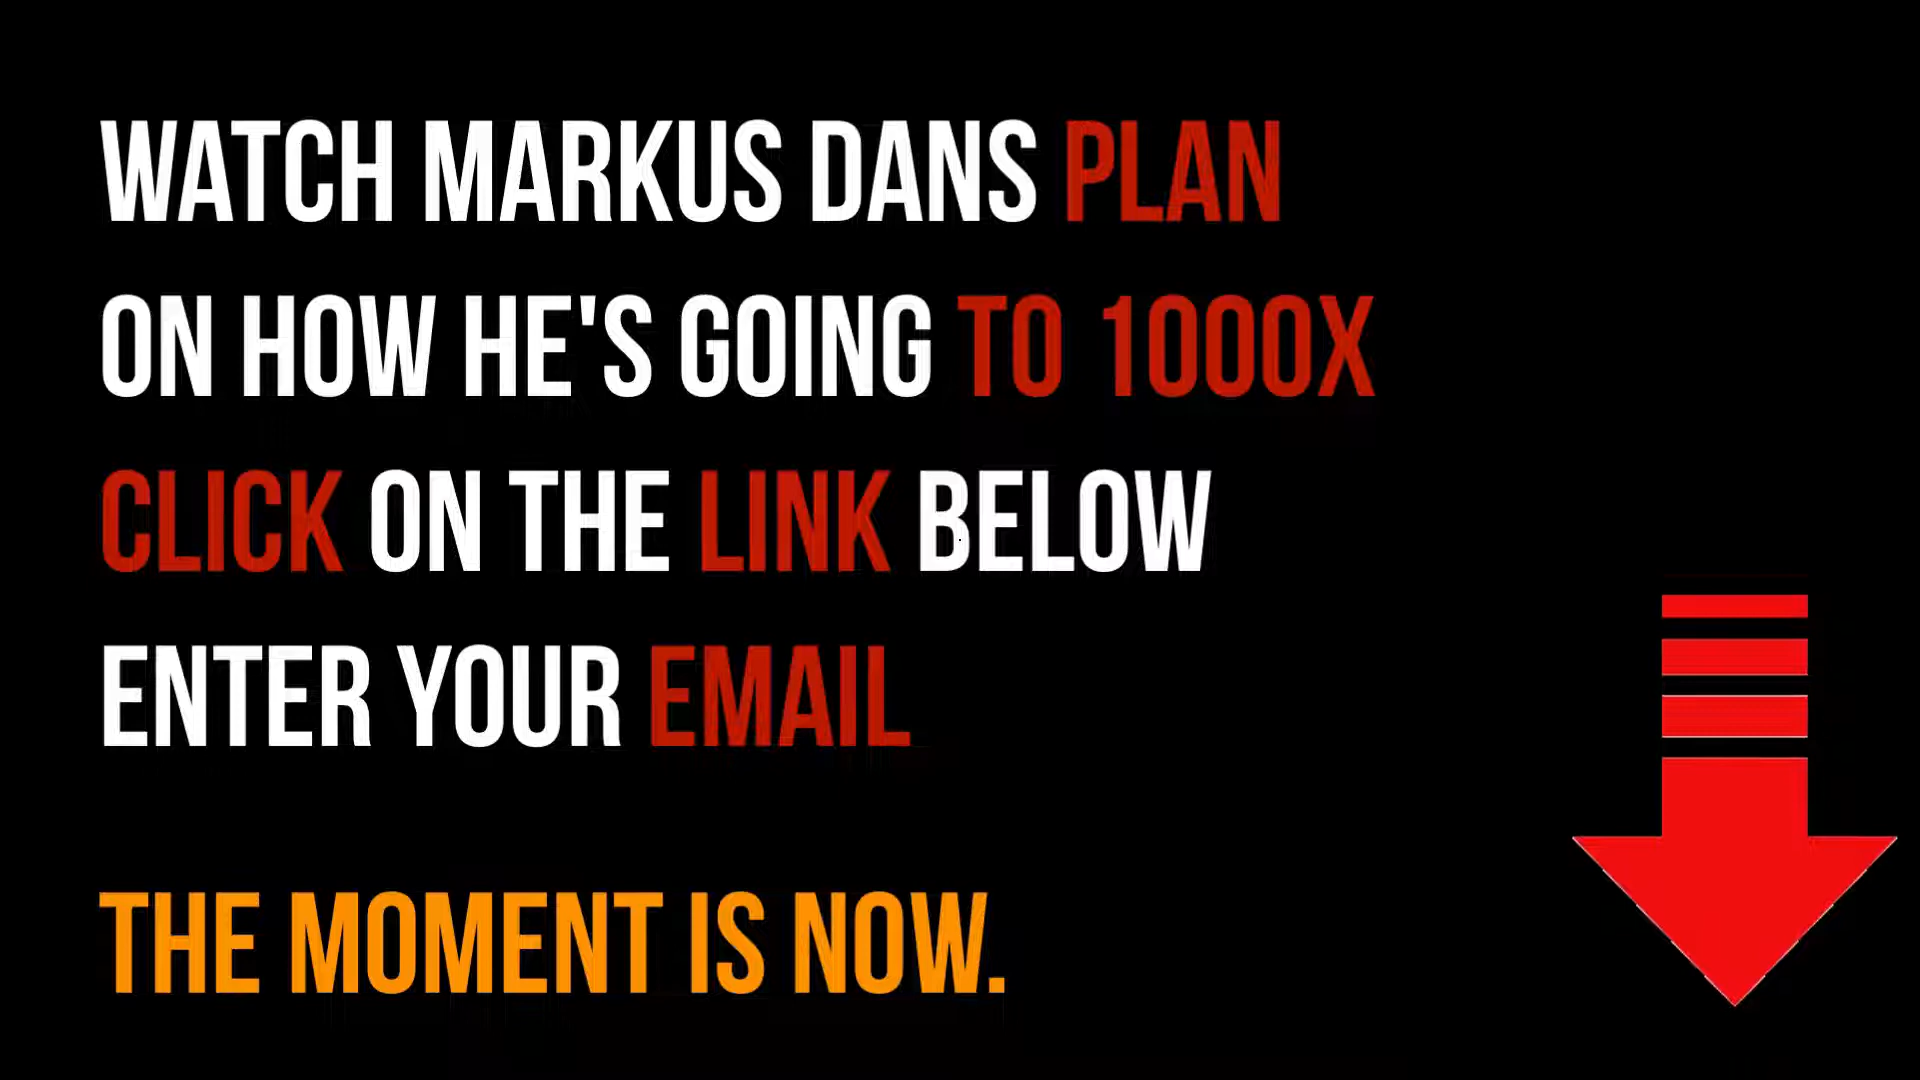 WATCH MARKUS DANS PLAN
ON HOW HE'S GOING TO 1000X
CLICK ON THE LINK BELOW
ENTER YOUR EMAIL
THE MOMENT IS NOW.